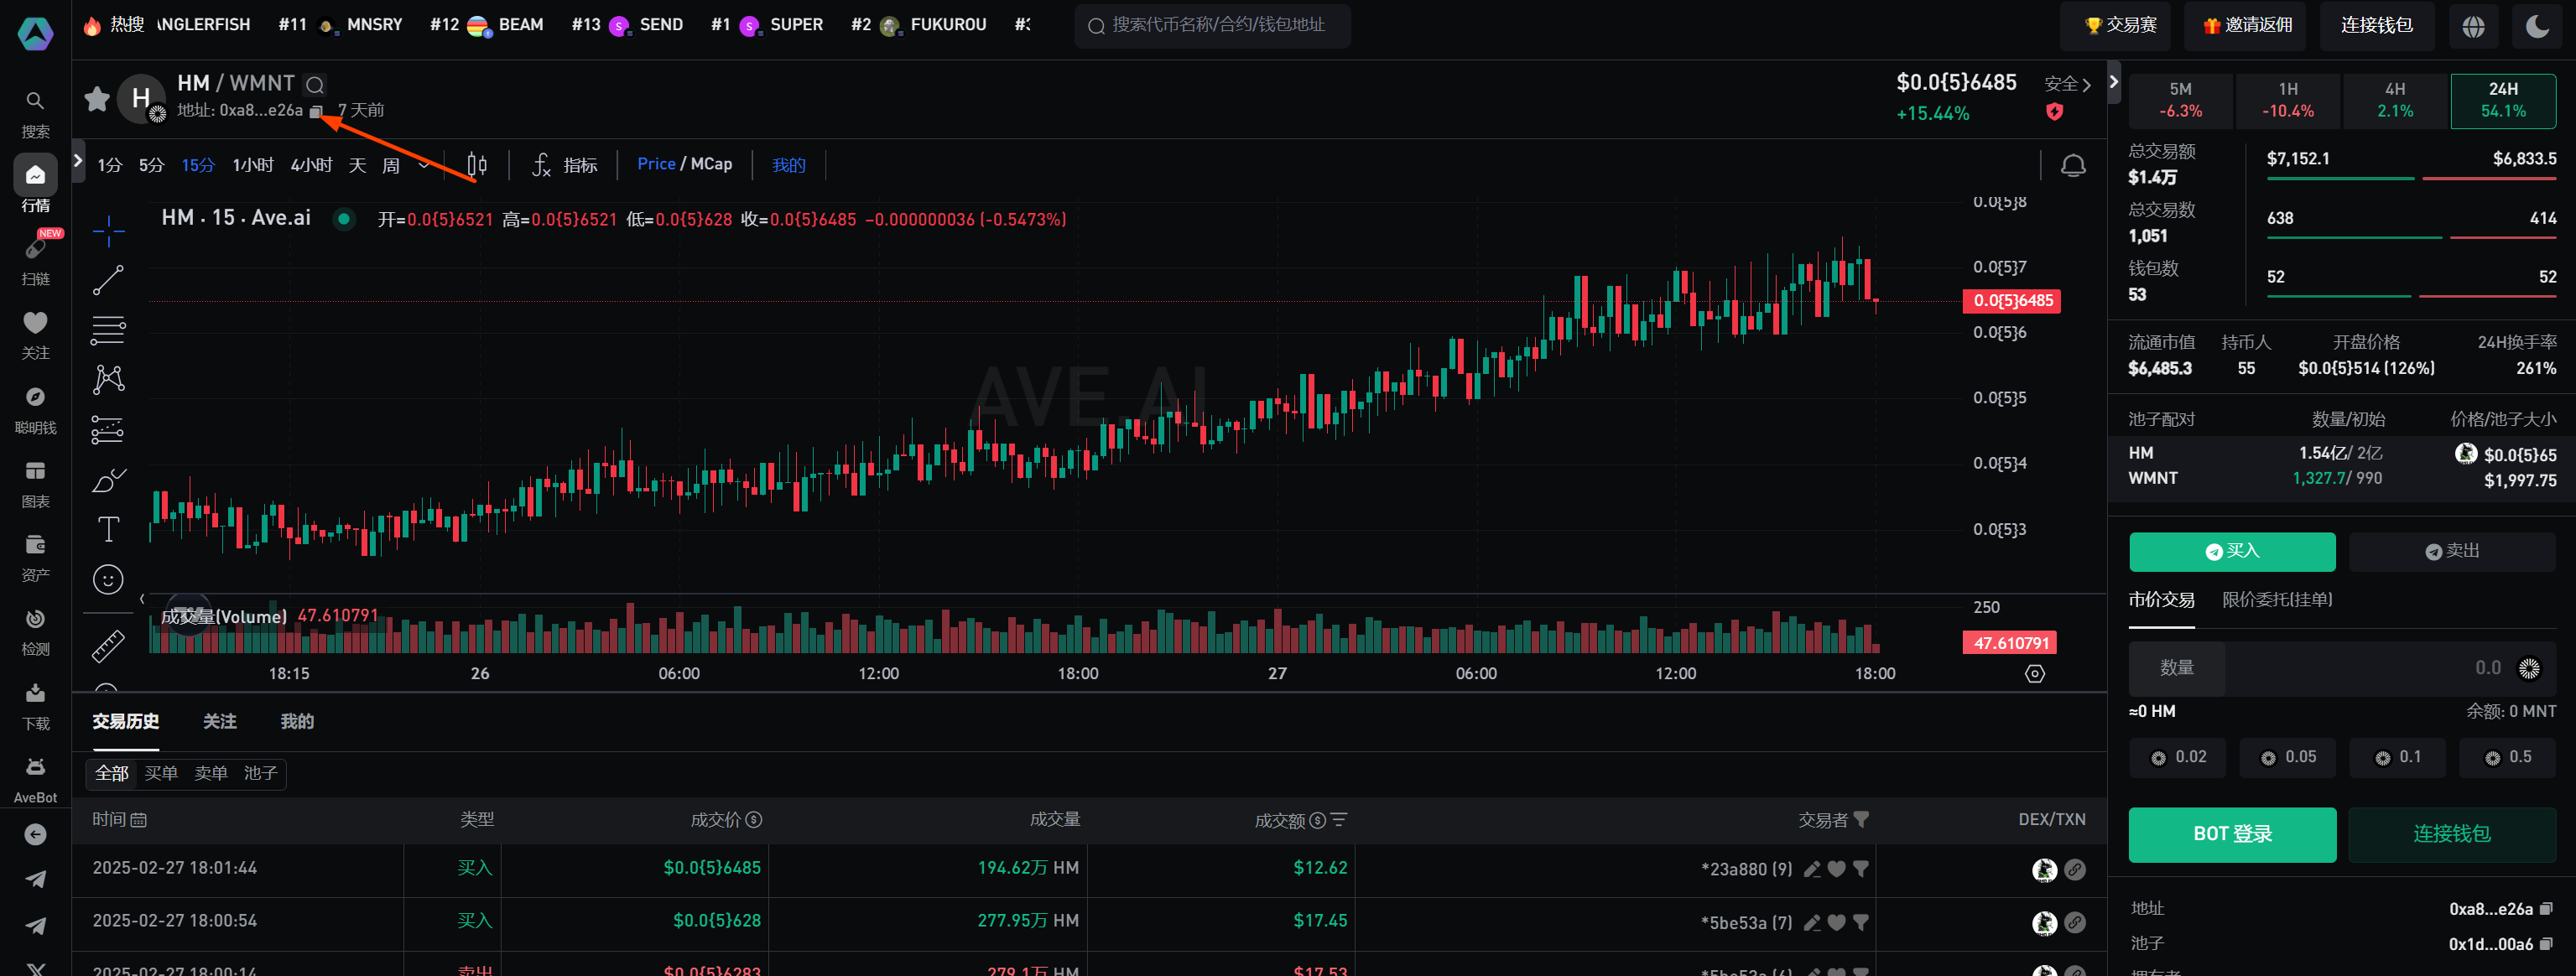 热搜 ANGLERFISH #11 MNSRY #12 BEAM #13 SEND #1 SUPER #2 FUKUROU
搜索代币名称/合约/钱包地址
交易赛 邀请返佣 连接钱包
搜索
行情
NEW
扫链
关注
聪明钱
图表
资产
检测
下载
AveBot
H
HM / WMNT
地址: 0xa8...e26a 7 天前
$0.0{5}6485 安全
+15.44%
1分 5分 15分 1小时 4小时 天 周 指标 Price / MCap 我的
HM · 15 · Ave.ai 开=0.0{5}6521 高=0.0{5}6521 低=0.0{5}628 收=0.0{5}6485 −0.000000036 (−0.5473%)
AVE.AI
0.0{5}8
0.0{5}7
0.0{5}6485
0.0{5}6
0.0{5}5
0.0{5}4
0.0{5}3
成交量(Volume) 47.610791
250
47.610791
18:15 26 06:00 12:00 18:00 27 06:00 12:00 18:00
交易历史 关注 我的
全部 买单 卖单 池子
时间 类型 成交价 成交量 成交额 交易者 DEX/TXN
2025-02-27 18:01:44 买入 $0.0{5}6485 194.62万 HM $12.62 *23a880 (9)
2025-02-27 18:00:54 买入 $0.0{5}628 277.95万 HM $17.45 *5be53a (7)
2025-02-27 18:00:14 卖出 $0.0{5}6283 279.1万 HM $17.53 *5be53a (6)
5M 1H 4H 24H
-6.3% -10.4% 2.1% 54.1%
总交易额 $7,152.1 $6,833.5
$1.4万
总交易数 638 414
1,051
钱包数 52 52
53
流通市值 持币人 开盘价格 24H换手率
$6,485.3 55 $0.0{5}514 (126%) 261%
池子配对 数量/初始 价格/池子大小
HM 1.54亿/ 2亿 $0.0{5}65
WMNT 1,327.7/ 990 $1,997.75
买入 卖出
市价交易 限价委托(挂单)
数量 0.0
≈0 HM 余额: 0 MNT
0.02 0.05 0.1 0.5
BOT 登录 连接钱包
地址 0xa8...e26a
池子 0x1d...00a6